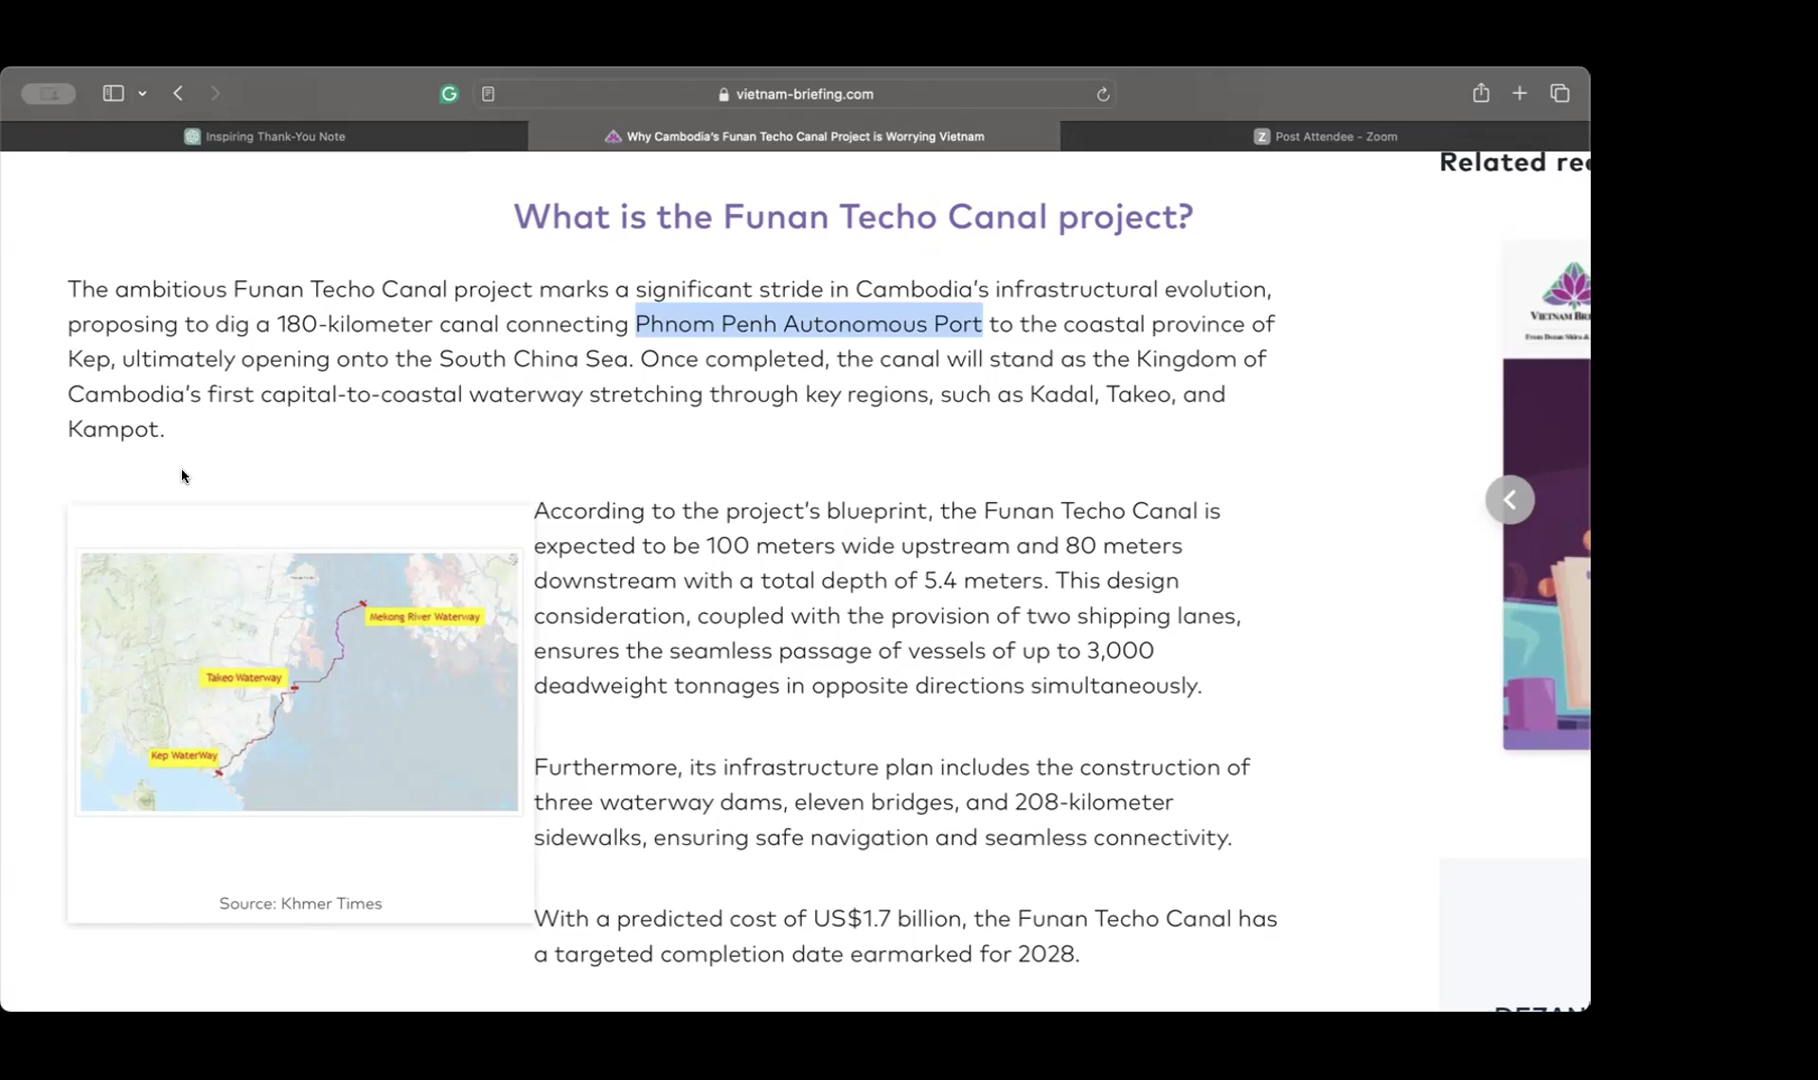 vietnam-briefing.com
Inspiring Thank-You Note
Why Cambodia's Funan Techo Canal Project is Worrying Vietnam
Z Post Attendee - Zoom
Related
What is the Funan Techo Canal project?
The ambitious Funan Techo Canal project marks a significant stride in Cambodia's infrastructural evolution,
proposing to dig a 180-kilometer canal connecting Phnom Penh Autonomous Port to the coastal province of
Kep, ultimately opening onto the South China Sea. Once completed, the canal will stand as the Kingdom of
Cambodia's first capital-to-coastal waterway stretching through key regions, such as Kadal, Takeo, and
Kampot.
According to the project's blueprint, the Funan Techo Canal is
expected to be 100 meters wide upstream and 80 meters
downstream with a total depth of 5.4 meters. This design
consideration, coupled with the provision of two shipping lanes,
ensures the seamless passage of vessels of up to 3,000
deadweight tonnages in opposite directions simultaneously.
Furthermore, its infrastructure plan includes the construction of
three waterway dams, eleven bridges, and 208-kilometer
sidewalks, ensuring safe navigation and seamless connectivity.
With a predicted cost of US$1.7 billion, the Funan Techo Canal has
a targeted completion date earmarked for 2028.
Mekong River Waterway
Takeo Waterway
Kep WaterWay
Source: Khmer Times
VIETNAM
From Dezan Shira &